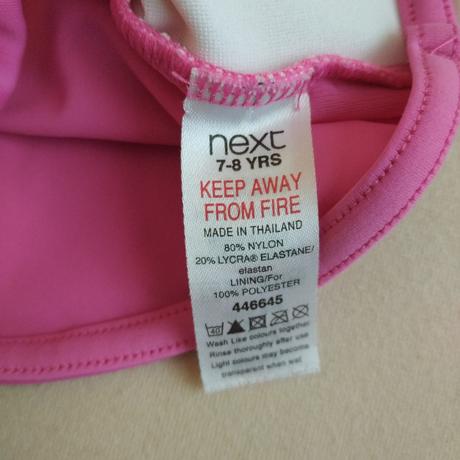 next
7-8 YRS
KEEP AWAY
FROM FIRE
MADE IN THAILAND
80% NYLON
20% LYCRA® ELASTANE/
elastan
LINING/For
100% POLYESTER
446645
40
Wash Like colours together
Rinse thoroughly after use
Light colours may become
transparent when wet